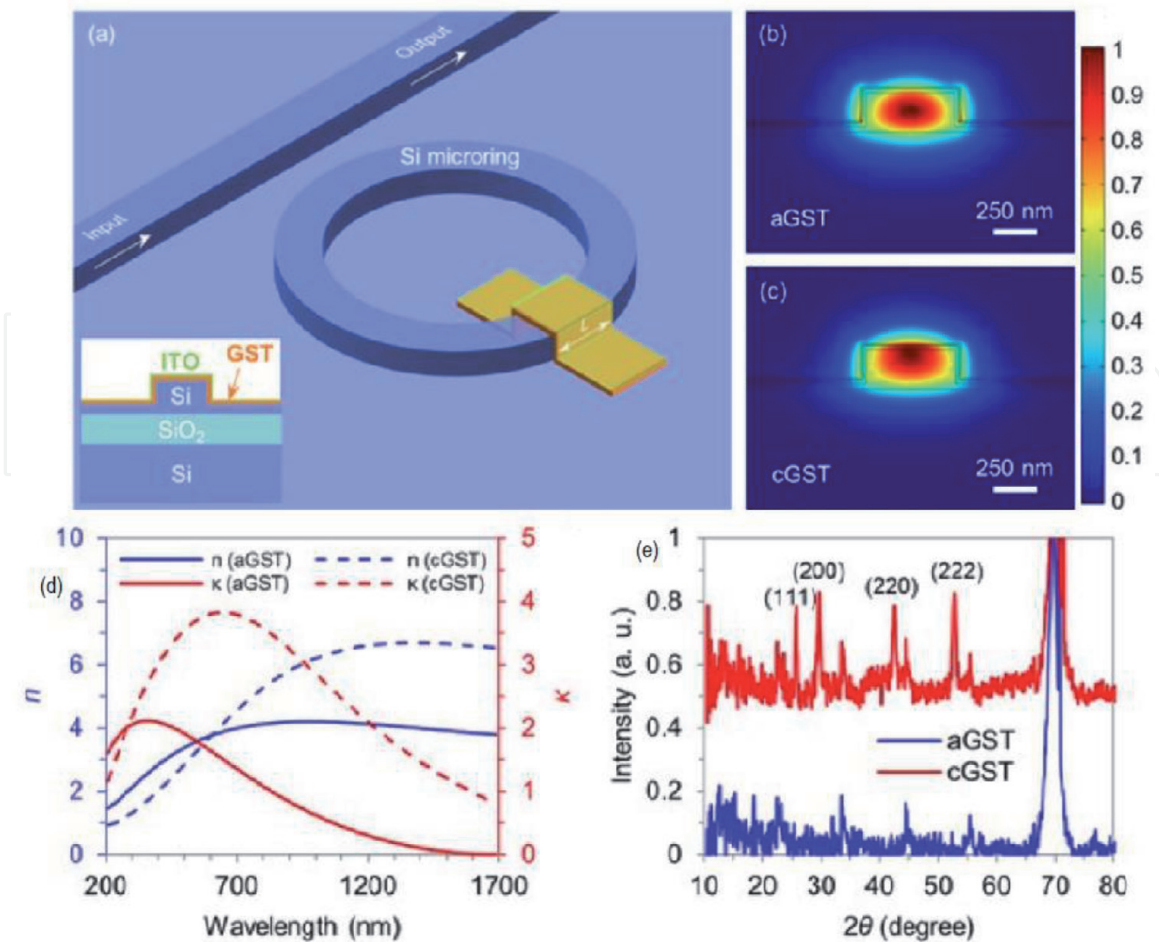 (a)
Output
Input
Si microring
L
ITO
GST
Si
SiO2
Si
(b)
aGST
250 nm
(c)
cGST
250 nm
1
0.9
0.8
0.7
0.6
0.5
0.4
0.3
0.2
0.1
0
(d)
n (aGST) n (cGST)
κ (aGST) κ (cGST)
10
8
6
4
2
0
n
5
4
3
2
1
0
κ
200 700 1200 1700
Wavelength (nm)
(e)
(111) (200) (220) (222)
aGST
cGST
1
0.8
0.6
0.4
0.2
0
Intensity (a. u.)
10 20 30 40 50 60 70 80
2θ (degree)